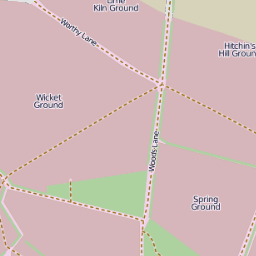 Lime
Kiln Ground
Worthy Lane
Hitchin's
Hill Ground
Wicket
Ground
Woods Lane
Spring
Ground